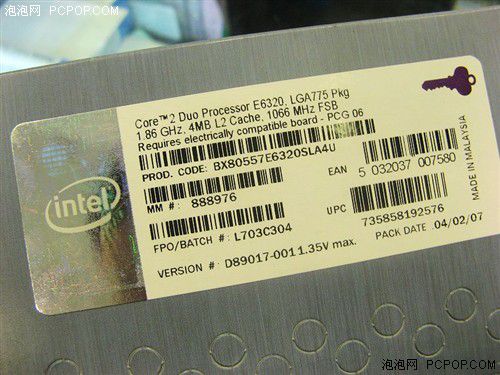 泡泡网 PCPOP.COM
Core™2 Duo Processor E6320, LGA775 Pkg
1.86 GHz, 4MB L2 Cache, 1066 MHz FSB
Requires electrically compatible board - PCG 06
PROD. CODE: BX80557E6320SLA4U
EAN 5 032037 007580
MM #: 888976
UPC 735858192576
FPO/BATCH #: L703C304
PACK DATE 04/02/07
VERSION #: D89017-001 1.35V max.
MADE IN MALAYSIA
intel
泡泡网 PCPOP.COM